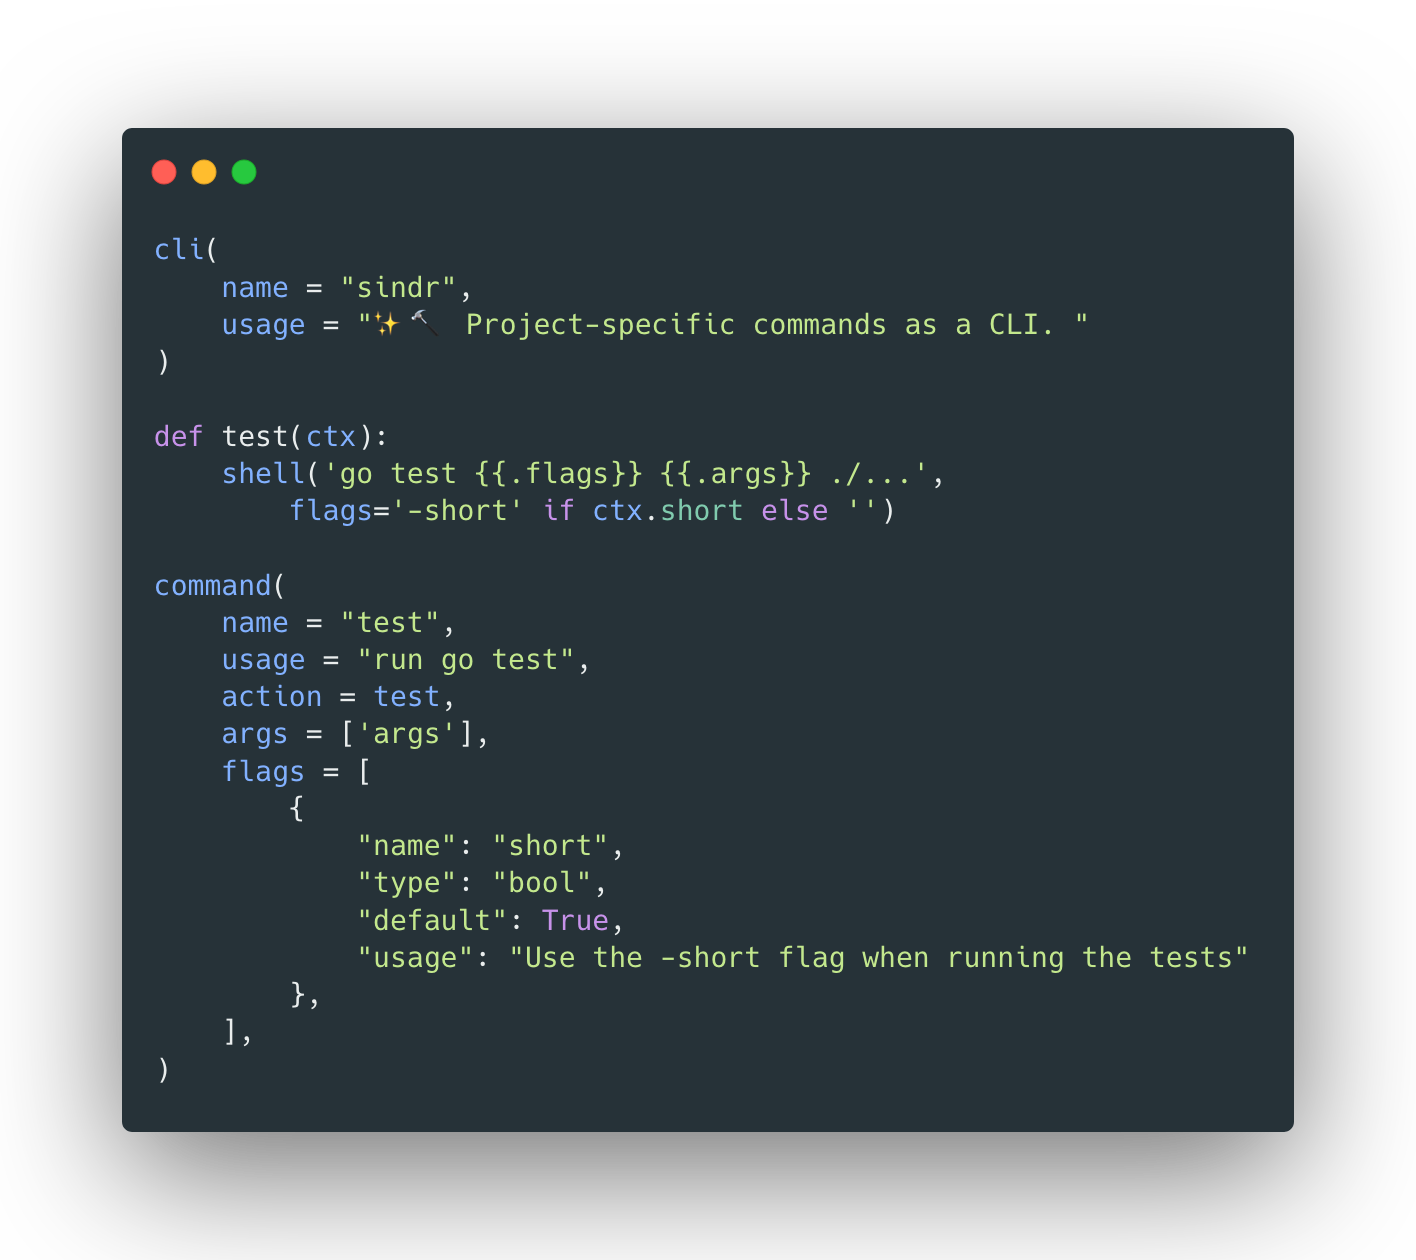 cli(
    name = "sindr",
    usage = "✨🔨 Project-specific commands as a CLI. "
)

def test(ctx):
    shell('go test {{.flags}} {{.args}} ./...',
        flags='-short' if ctx.short else '')

command(
    name = "test",
    usage = "run go test",
    action = test,
    args = ['args'],
    flags = [
        {
            "name": "short",
            "type": "bool",
            "default": True,
            "usage": "Use the -short flag when running the tests"
        },
    ],
)